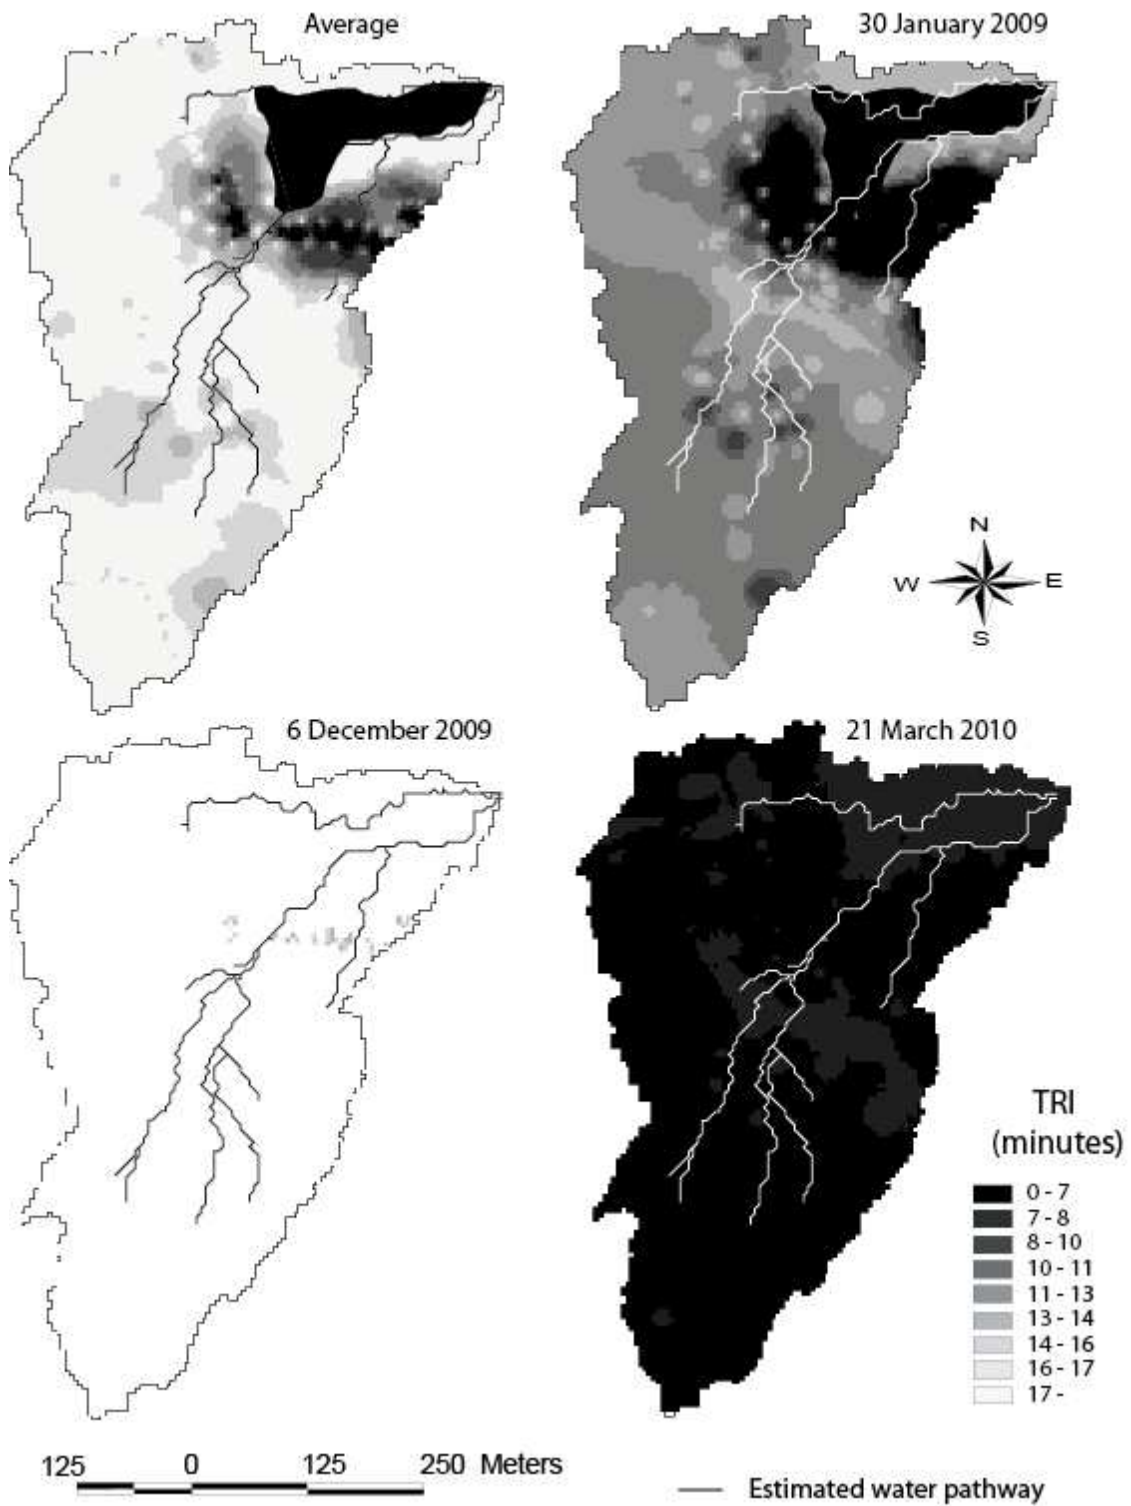 Average
30 January 2009
N
W E
S
6 December 2009
21 March 2010
TRI
(minutes)
0 - 7
7 - 8
8 - 10
10 - 11
11 - 13
13 - 14
14 - 16
16 - 17
17 -
125 0 125 250 Meters
Estimated water pathway